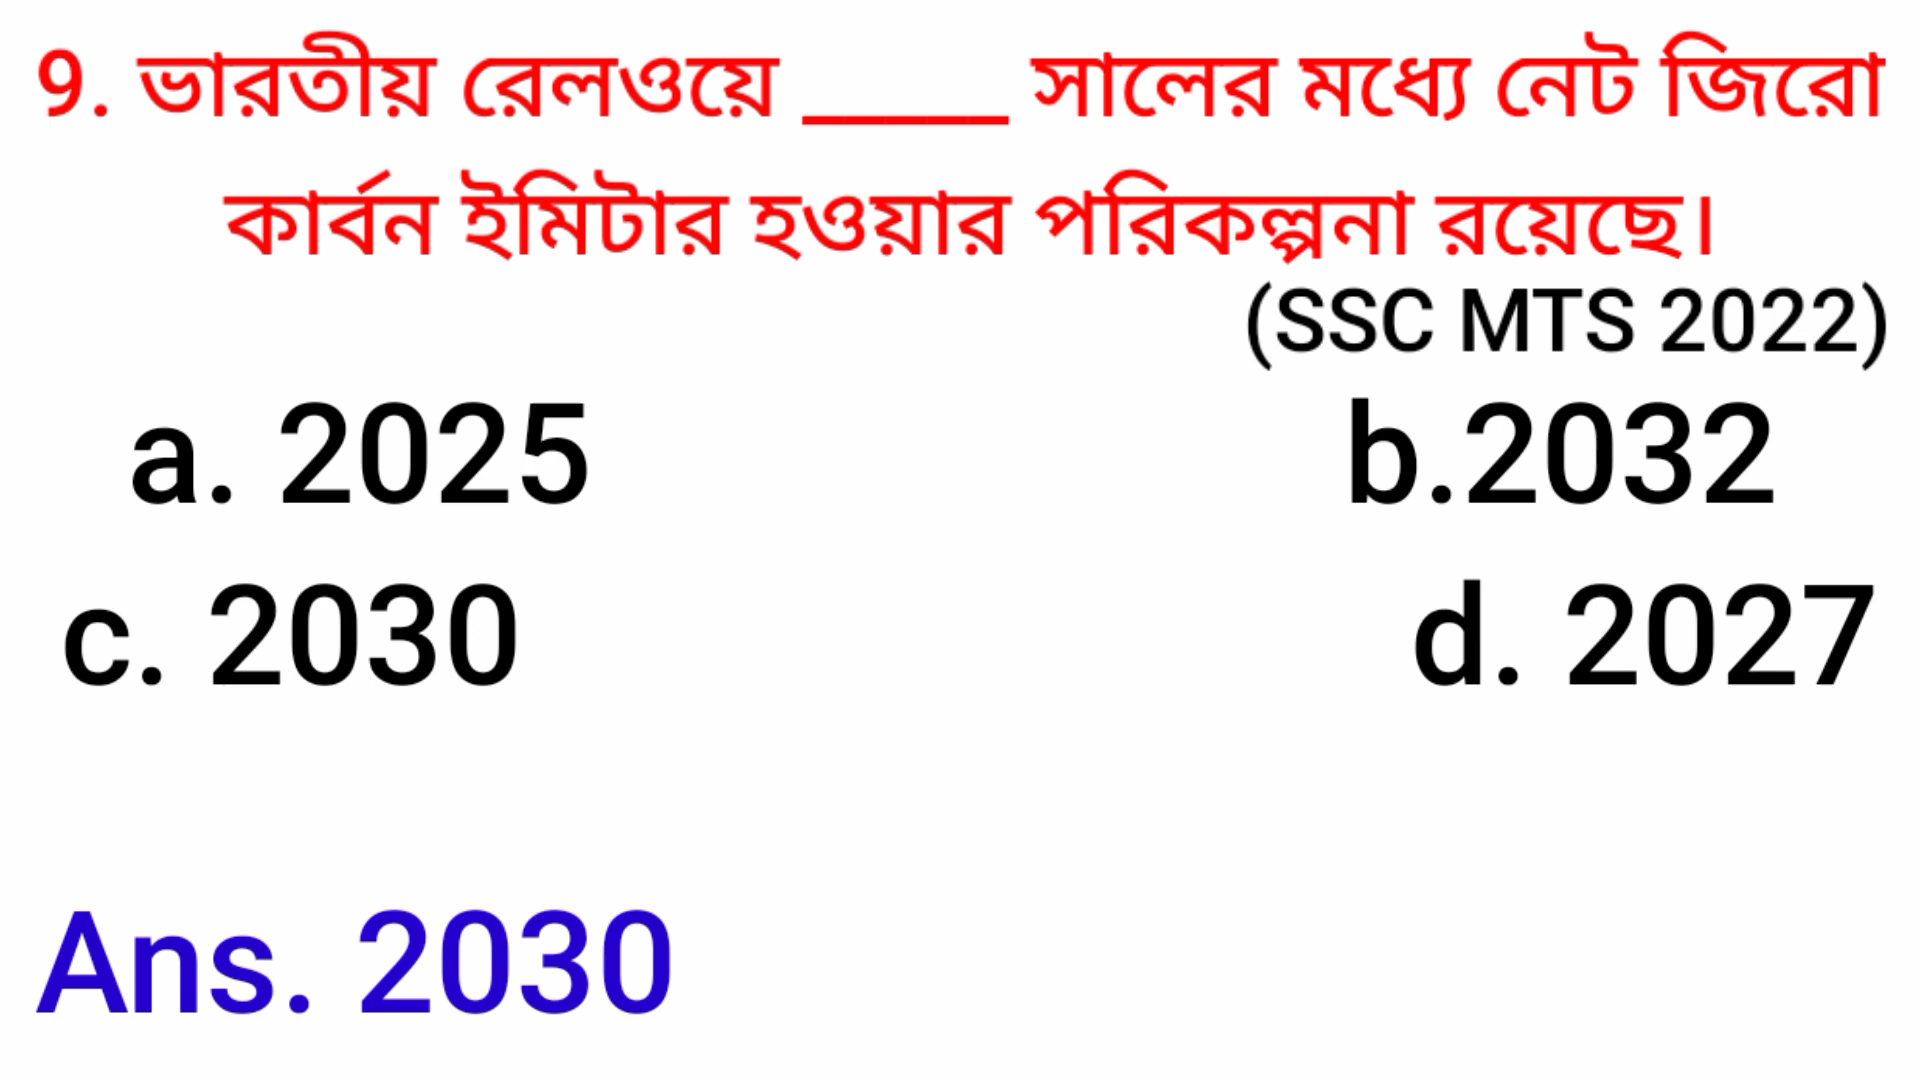 9. ভারতীয় রেলওয়ে _____ সালের মধ্যে নেট জিরো
কার্বন ইমিটার হওয়ার পরিকল্পনা রয়েছে।
(SSC MTS 2022)
a. 2025 b.2032
c. 2030 d. 2027
Ans. 2030